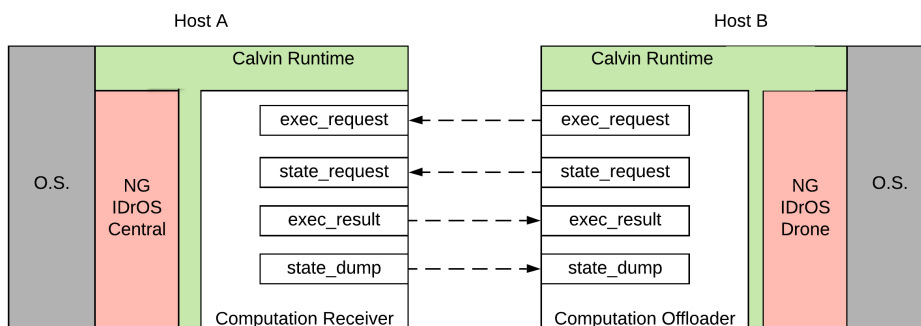 Host A
Host B
Calvin Runtime
Calvin Runtime
exec_request
exec_request
state_request
state_request
O.S.
NG
IDrOS
Central
exec_result
exec_result
NG
IDrOS
Drone
O.S.
state_dump
state_dump
Computation Receiver
Computation Offloader